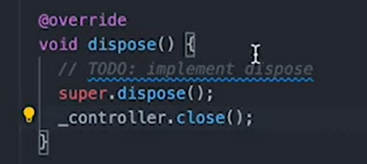 @override
void dispose() {
// TODO: implement dispose
super.dispose();
_controller.close();
}